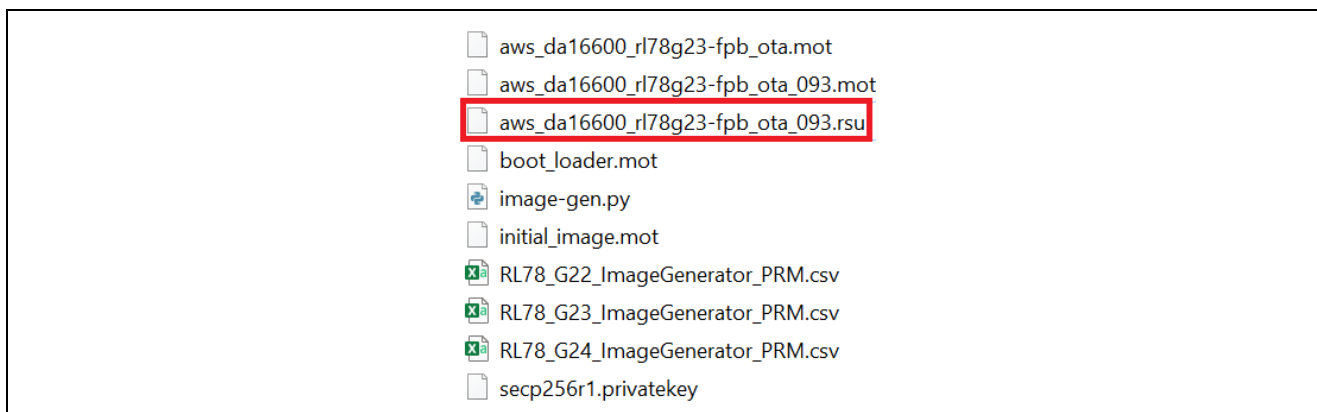 aws_da16600_rl78g23-fpb_ota.mot
aws_da16600_rl78g23-fpb_ota_093.mot
aws_da16600_rl78g23-fpb_ota_093.rsu
boot_loader.mot
image-gen.py
initial_image.mot
RL78_G22_ImageGenerator_PRM.csv
RL78_G23_ImageGenerator_PRM.csv
RL78_G24_ImageGenerator_PRM.csv
secp256r1.privatekey